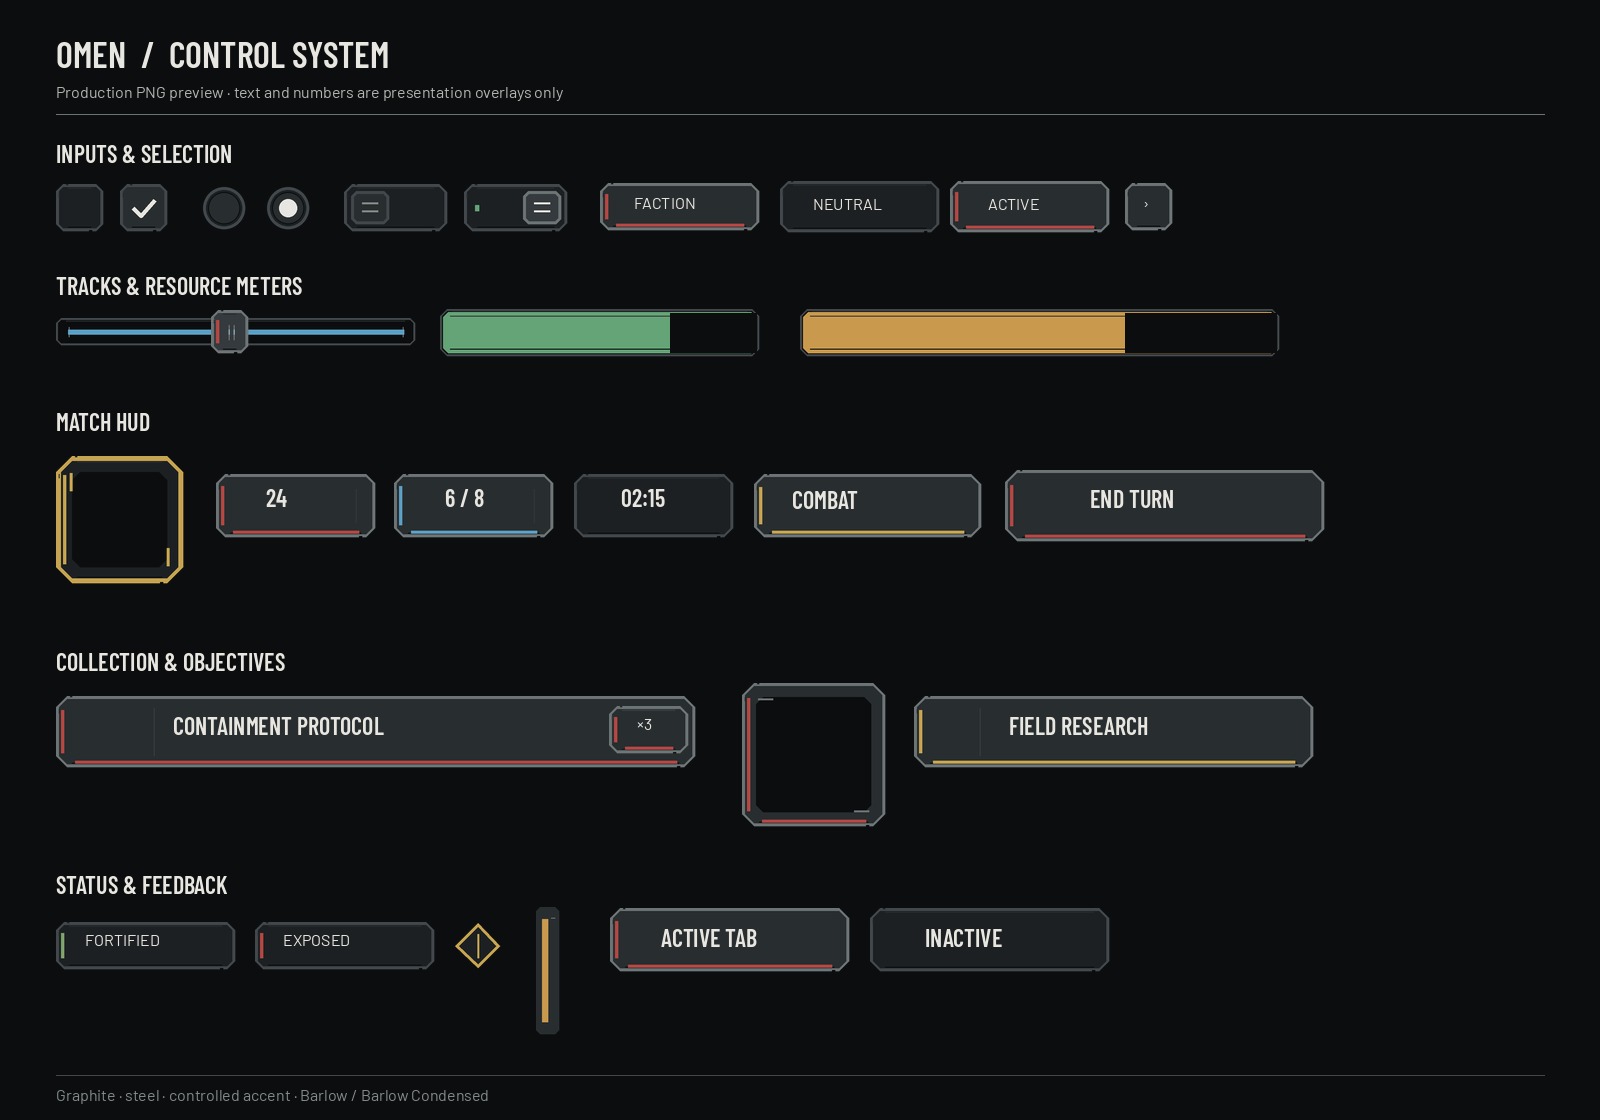 OMEN / CONTROL SYSTEM
Production PNG preview · text and numbers are presentation overlays only
INPUTS & SELECTION
FACTION
NEUTRAL
ACTIVE
›
TRACKS & RESOURCE METERS
MATCH HUD
24
6 / 8
02:15
COMBAT
END TURN
COLLECTION & OBJECTIVES
CONTAINMENT PROTOCOL
×3
FIELD RESEARCH
STATUS & FEEDBACK
FORTIFIED
EXPOSED
ACTIVE TAB
INACTIVE
Graphite · steel · controlled accent · Barlow / Barlow Condensed